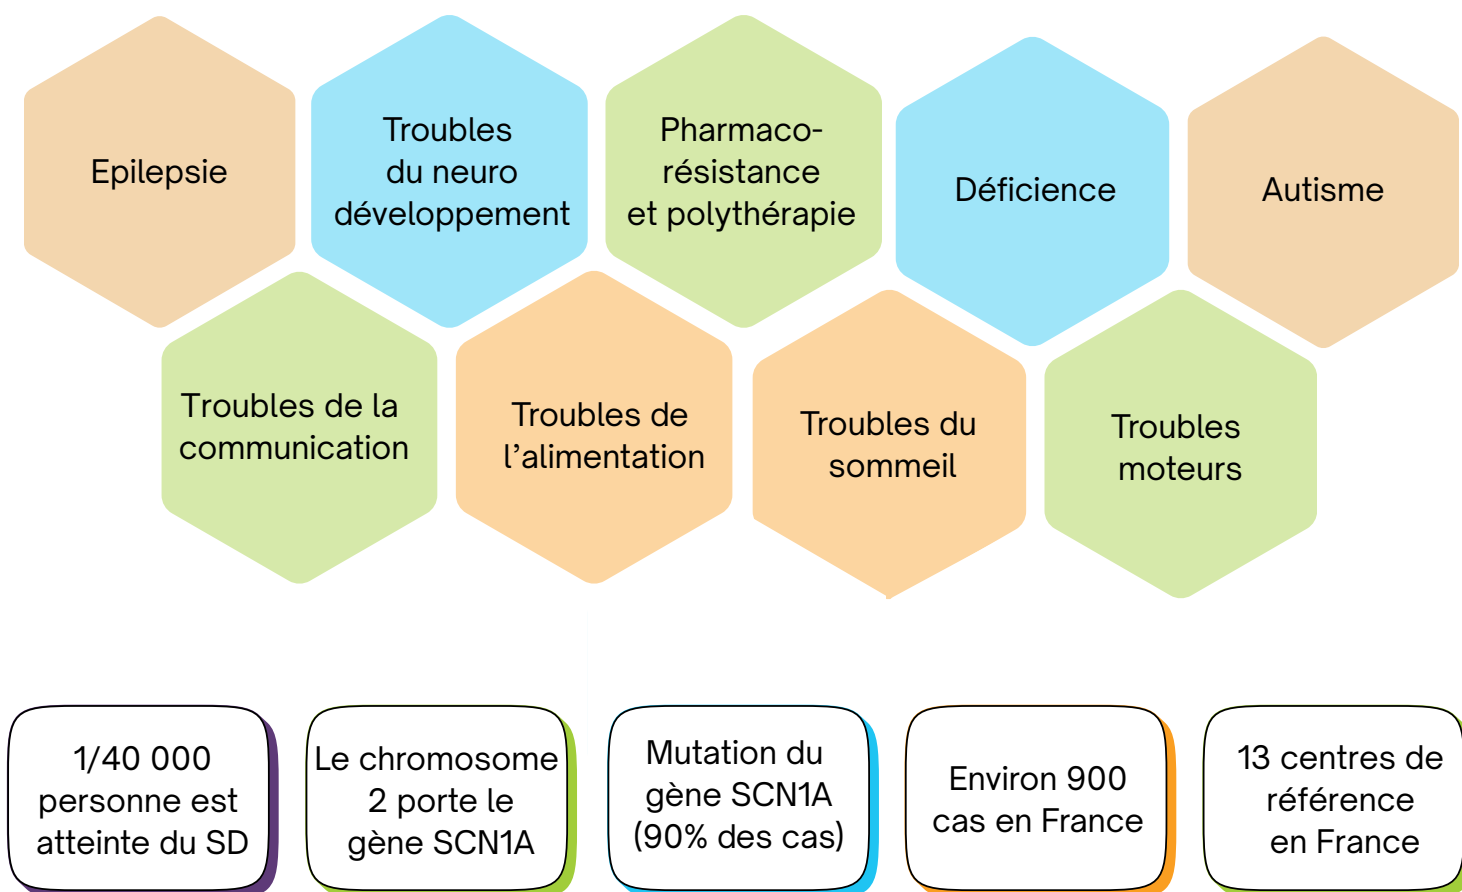 Epilepsie
Troubles
du neuro
développement
Pharmaco-
résistance
et polythérapie
Déficience
Autisme
Troubles de la
communication
Troubles de
l’alimentation
Troubles du
sommeil
Troubles
moteurs
1/40 000
personne est
atteinte du SD
Le chromosome
2 porte le
gène SCN1A
Mutation du
gène SCN1A
(90% des cas)
Environ 900
cas en France
13 centres de
référence
en France